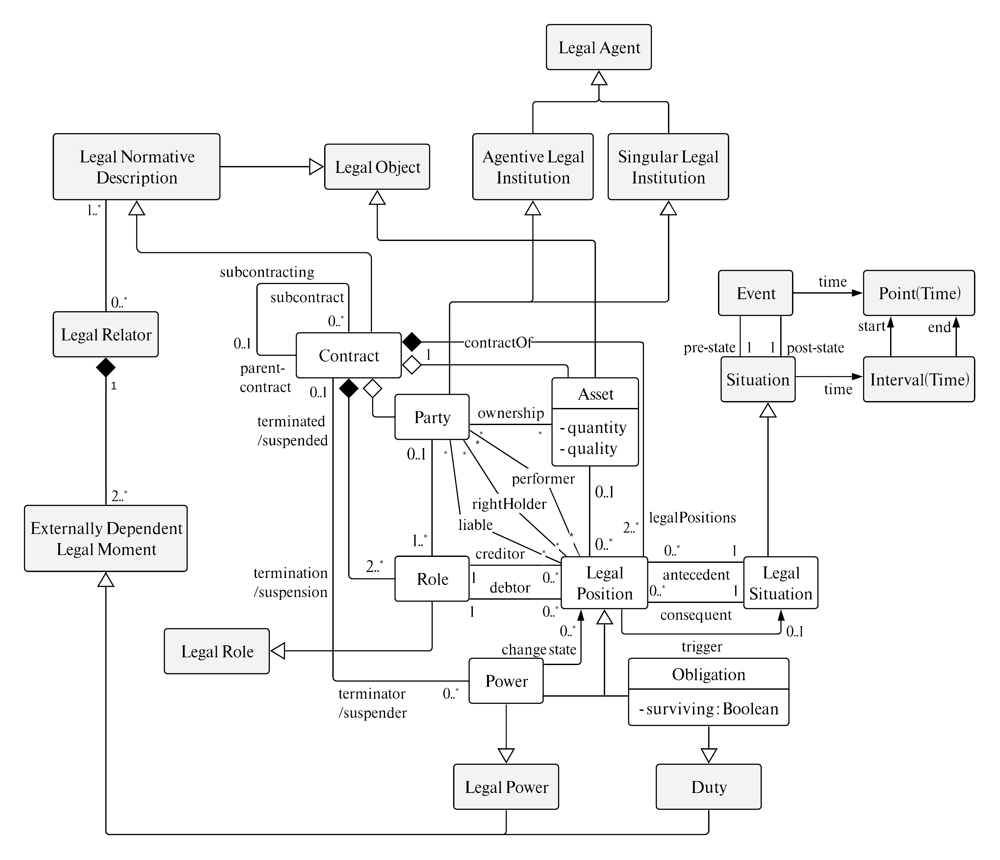 Legal Agent
Legal Normative
Description
Legal Object
Agentive Legal
Institution
Singular Legal
Institution
1..*
subcontracting
subcontract
0..*
0..1
parent-
contract
0..1
0..*
Legal Relator
1
2..*
Externally Dependent
Legal Moment
Contract
contractOf
1
Event
time
Point(Time)
start
end
pre-state
1
1
post-state
Situation
time
Interval(Time)
terminated
/suspended
Party
ownership
*
*
Asset
- quantity
- quality
0..1
*
*
*
performer
rightHolder
liable
0..1
legalPositions
2..*
*
*
*
0..*
1..*
2..*
Role
creditor
1
0..*
debtor
1
0..*
Legal
Position
0..*
1
antecedent
0..*
1
consequent
Legal
Situation
0..1
trigger
termination
/suspension
Legal Role
0..*
change state
Power
terminator
/suspender
0..*
Obligation
- surviving : Boolean
Legal Power
Duty